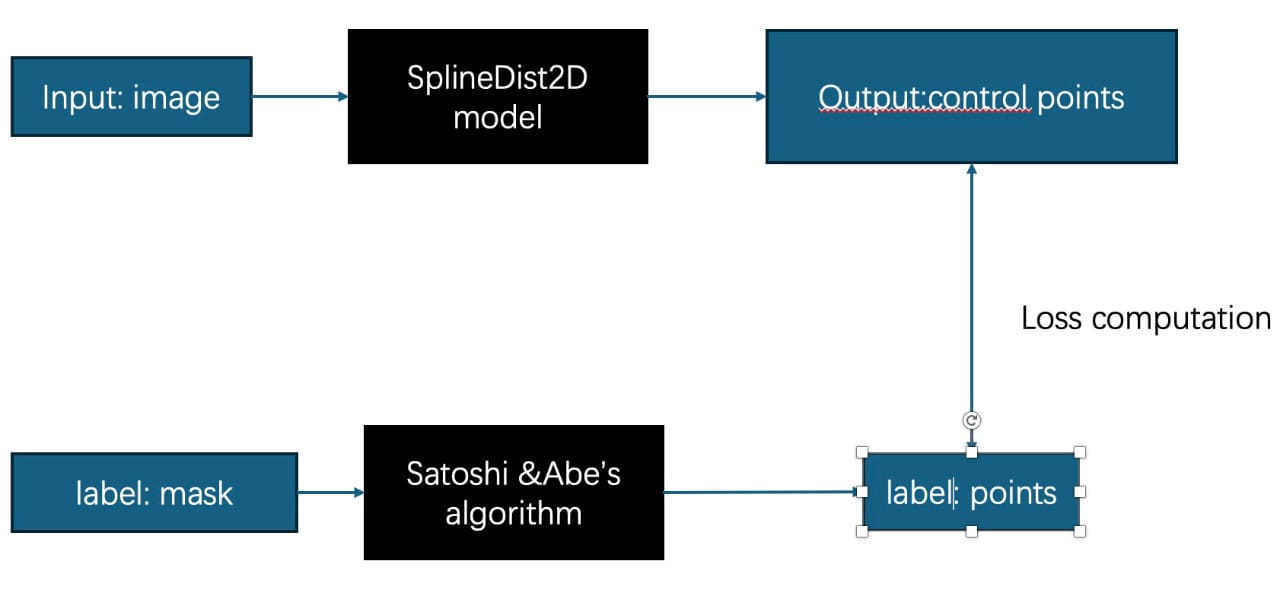 Input: image
SplineDist2D
model
Output:control points
Loss computation
label: mask
Satoshi &Abe's
algorithm
label: points